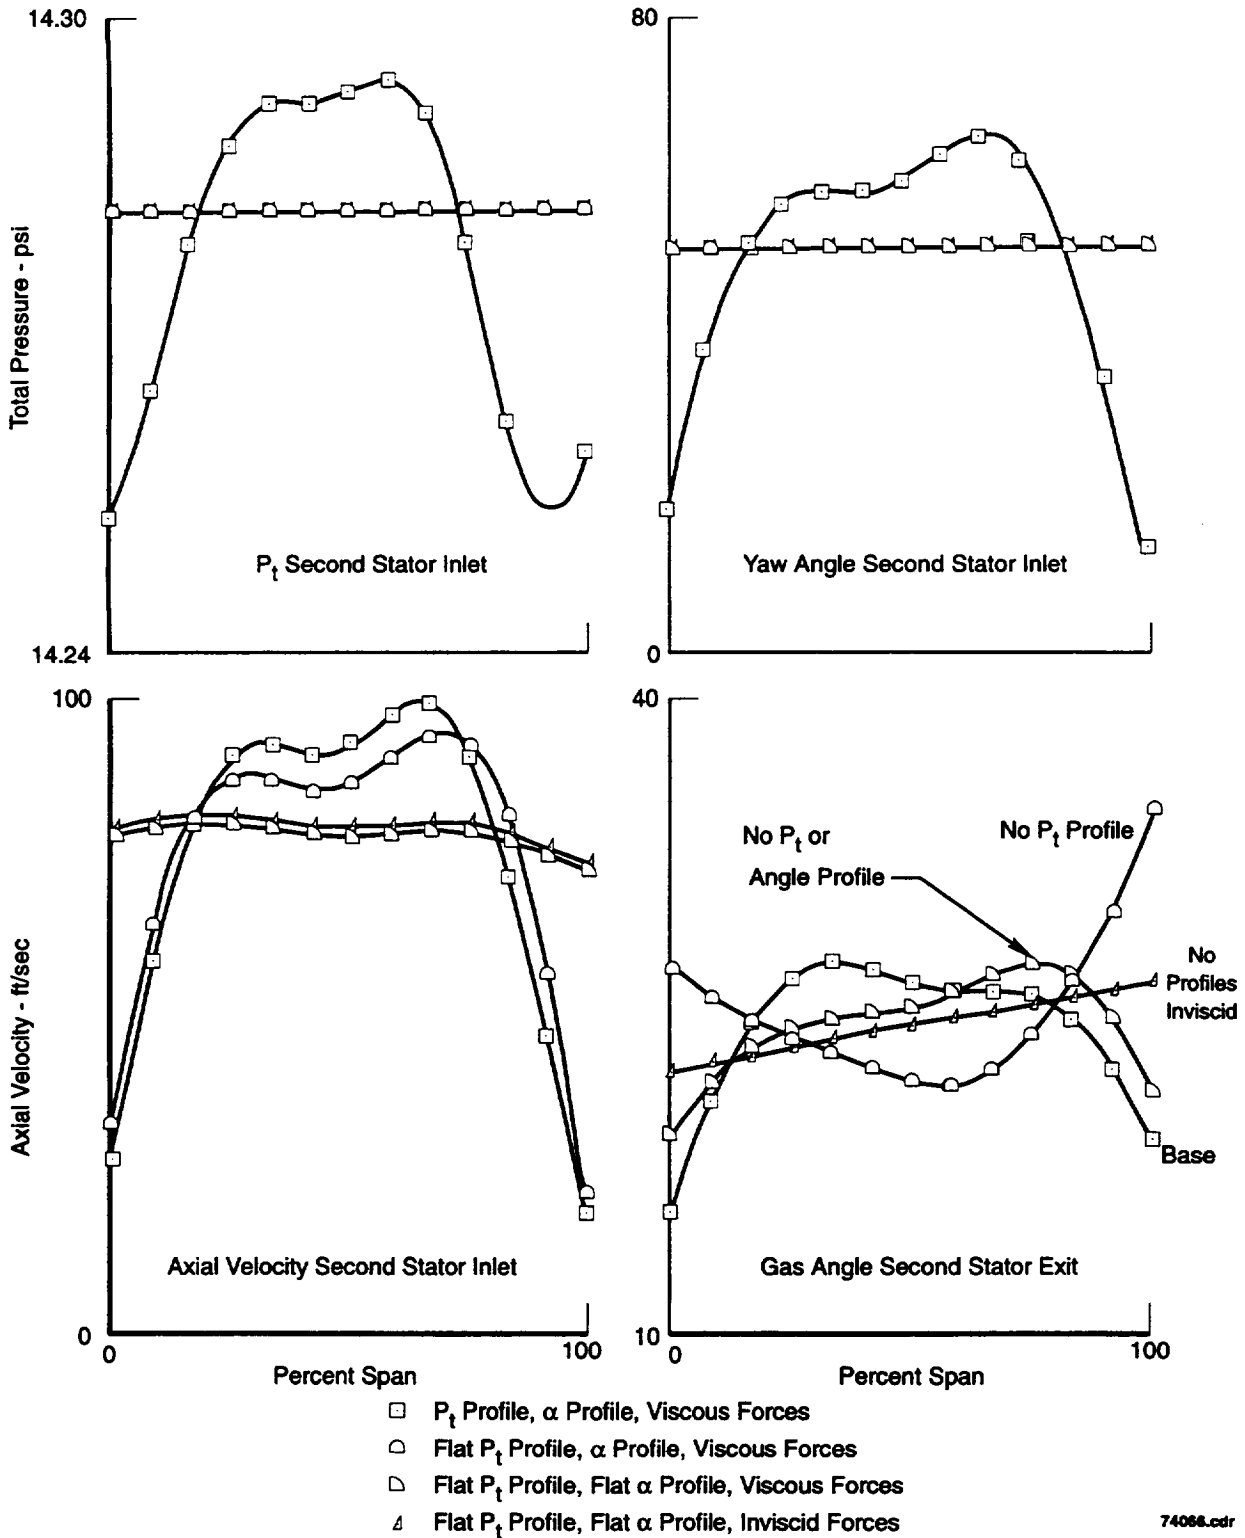 14.30
Total Pressure - psi
14.24
Pt Second Stator Inlet
80
0
Yaw Angle Second Stator Inlet
100
Axial Velocity - ft/sec
0
Axial Velocity Second Stator Inlet
0
100
Percent Span
40
No Pt or
Angle Profile
No Pt Profile
No
Profiles
Inviscid
Base
Gas Angle Second Stator Exit
10
0
100
Percent Span
Pt Profile, α Profile, Viscous Forces
Flat Pt Profile, α Profile, Viscous Forces
Flat Pt Profile, Flat α Profile, Viscous Forces
Flat Pt Profile, Flat α Profile, Inviscid Forces
74066.cdr